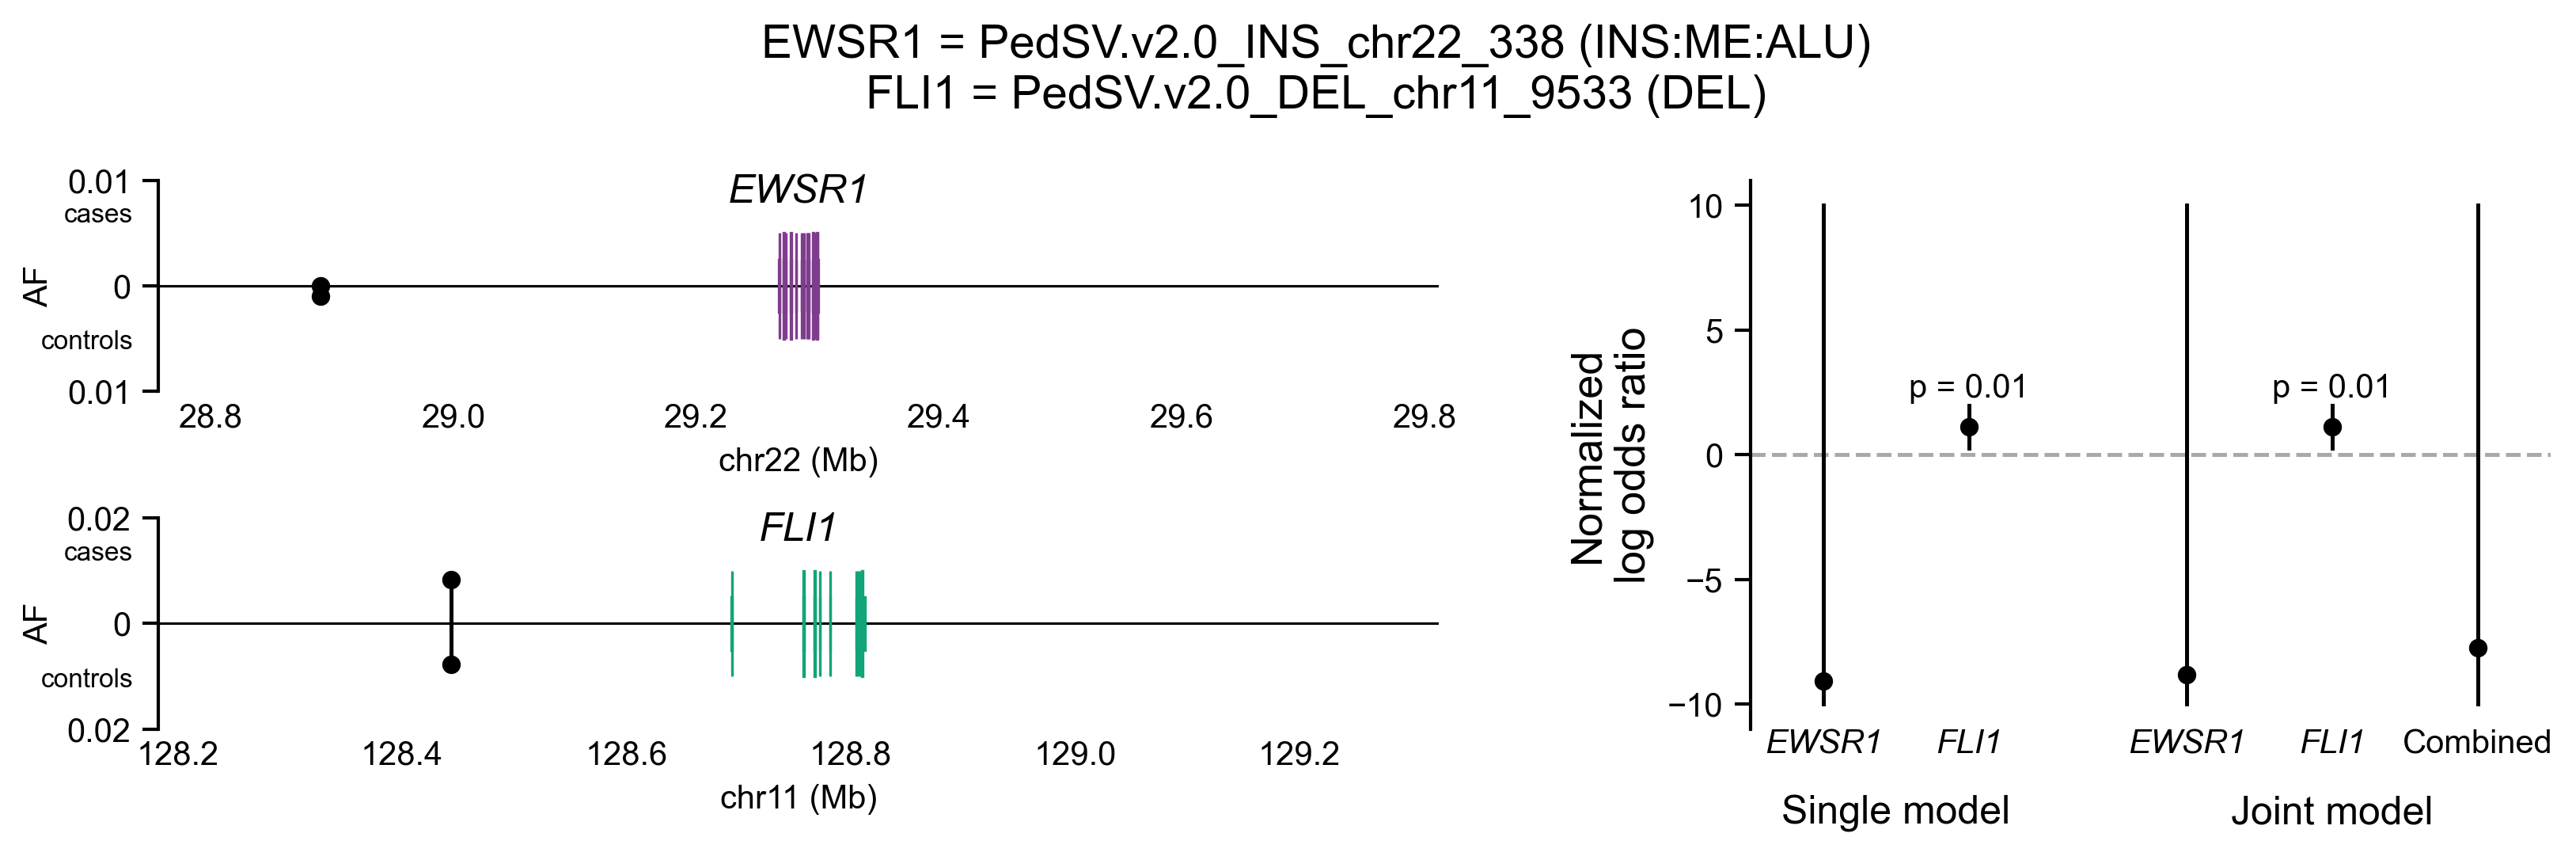 EWSR1 = PedSV.v2.0_INS_chr22_338 (INS:ME:ALU)
FLI1 = PedSV.v2.0_DEL_chr11_9533 (DEL)
EWSR1
0.01
cases
0
controls
0.01
AF
28.8 29.0 29.2 29.4 29.6 29.8
chr22 (Mb)
FLI1
0.02
cases
0
controls
0.02
AF
128.2 128.4 128.6 128.8 129.0 129.2
chr11 (Mb)
Normalized
log odds ratio
10
5
0
−5
−10
p = 0.01
p = 0.01
EWSR1 FLI1 EWSR1 FLI1 Combined
Single model Joint model